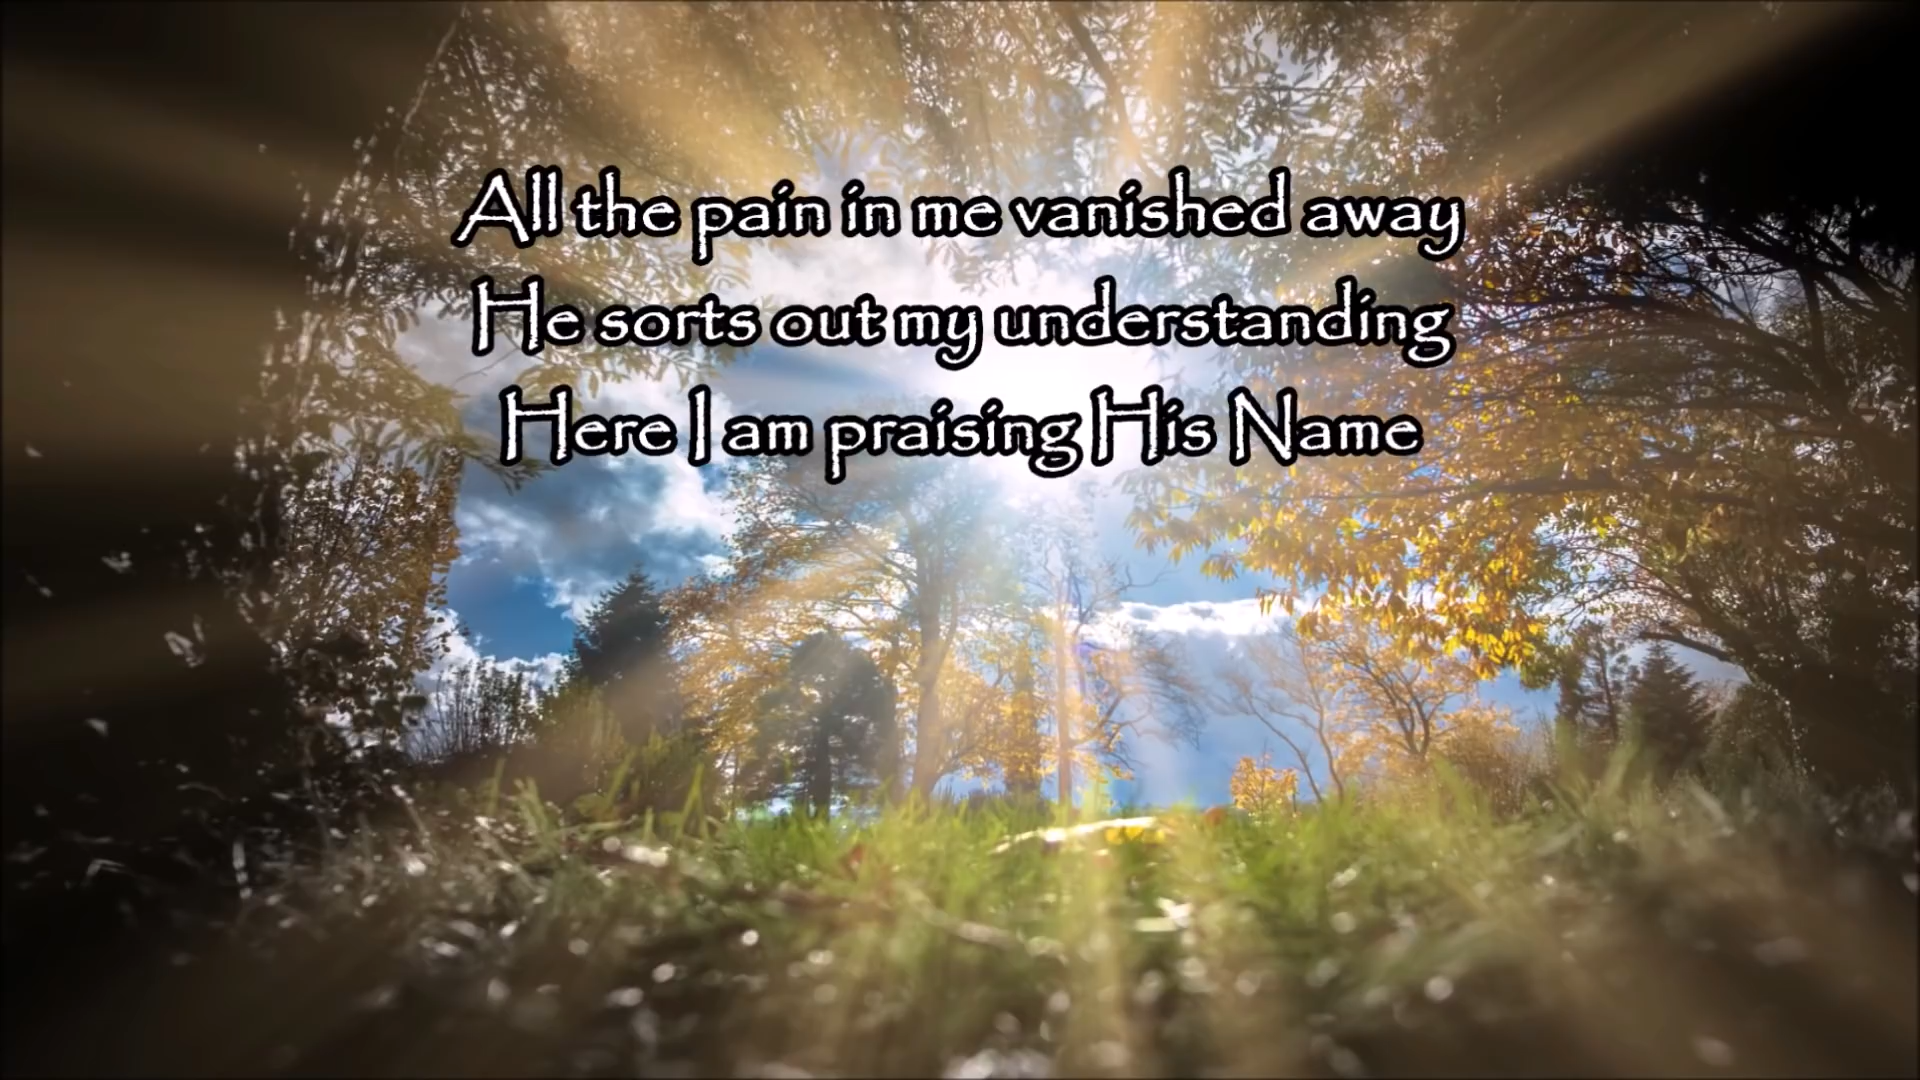 All the pain in me vanished away
He sorts out my understanding
Here I am praising His Name